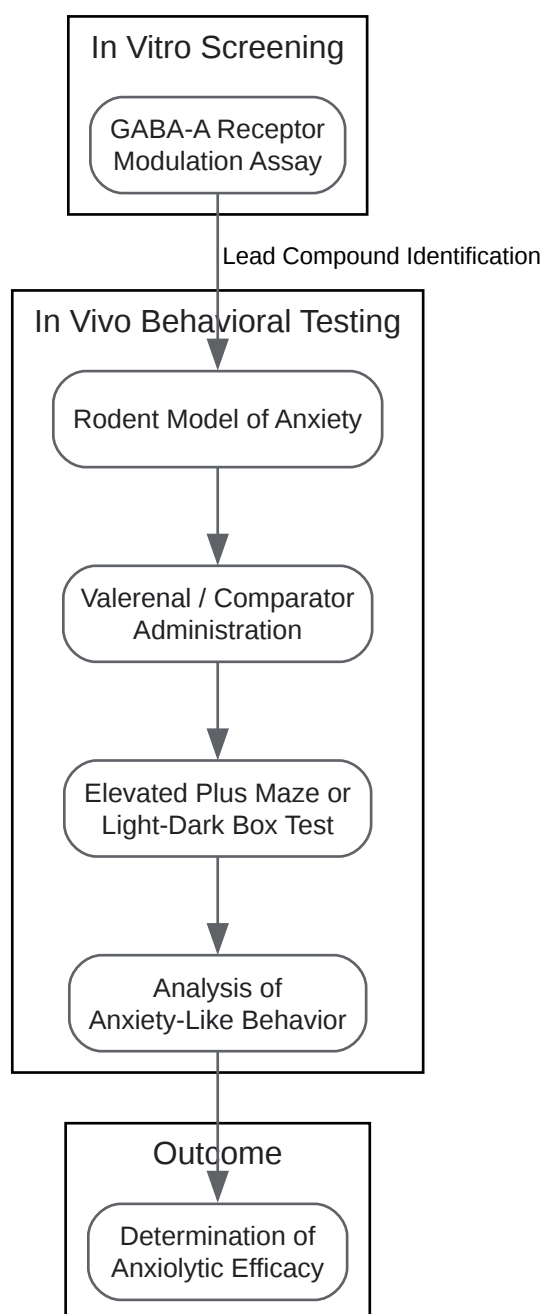 In Vitro Screening
GABA-A Receptor
Modulation Assay
Lead Compound Identification
In Vivo Behavioral Testing
Rodent Model of Anxiety
Valerenal / Comparator
Administration
Elevated Plus Maze or
Light-Dark Box Test
Analysis of
Anxiety-Like Behavior
Outcome
Determination of
Anxiolytic Efficacy